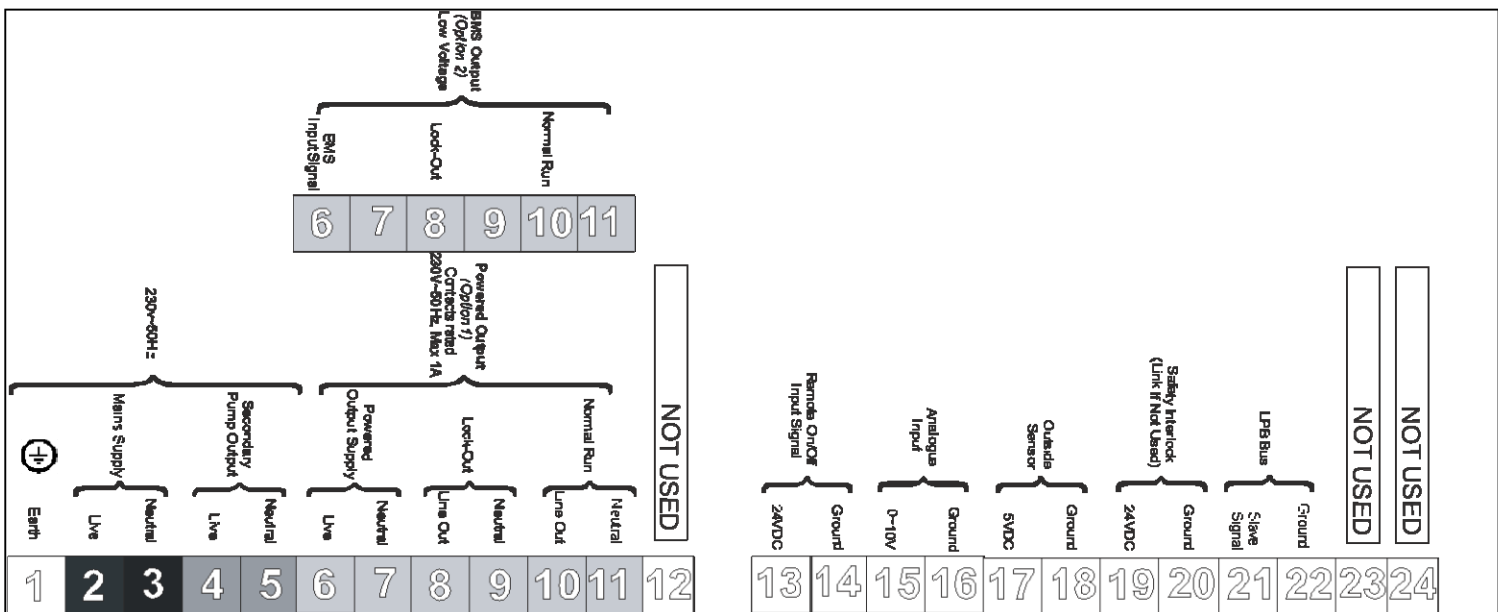 BMS Output
(Option 2)
Low Voltage
BMS
Input Signal
Lock-Out
Normal Run
6 7 8 9 10 11
Powered Output
(Option 1)
Contacts rated
230V~50Hz, Max 1A
230v~50Hz
Mains Supply
Secondary
Pump Output
Powered
Output Supply
Lock-Out
Normal Run
NOT USED
Remote On/Off
Input Signal
Analogue
Input
Outside
Sensor
Safety Interlock
(Link If Not Used)
LPB Bus
NOT USED
NOT USED
Earth
Live
Neutral
Live
Neutral
Live
Neutral
Line Out
Neutral
Line Out
Neutral
24VDC
Ground
0-10V
Ground
5VDC
Ground
24VDC
Ground
Slave
Signal
Ground
1 2 3 4 5 6 7 8 9 10 11 12 13 14 15 16 17 18 19 20 21 22 23 24